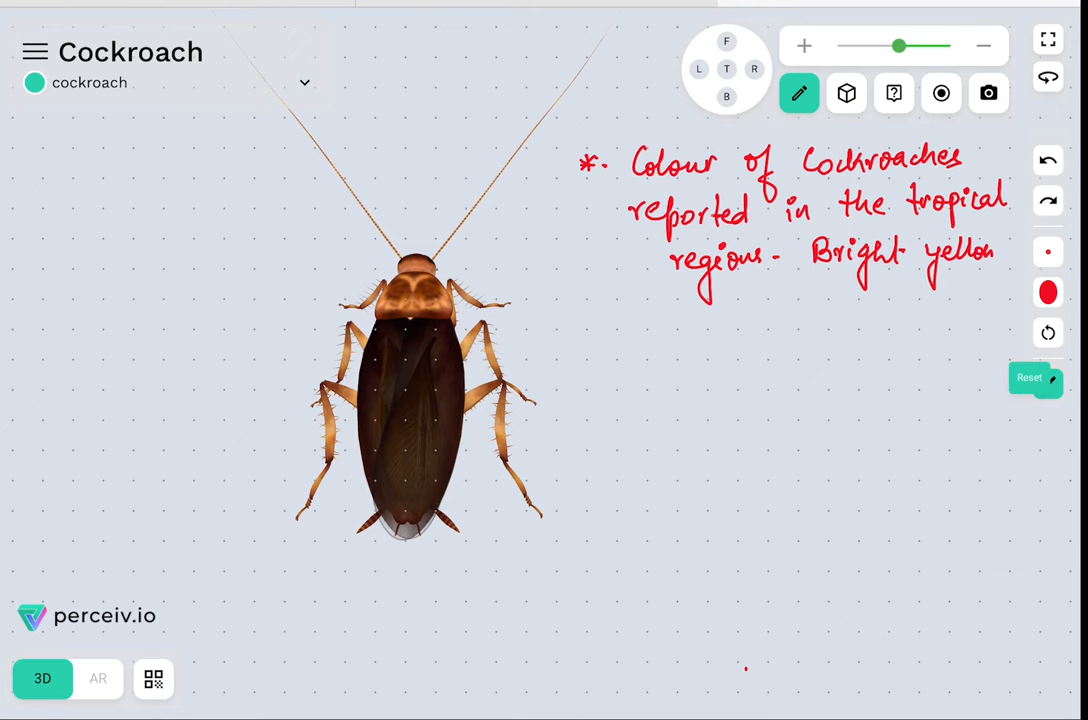 Cockroach
cockroach
F
L T R
B
*. Colour of Cockroaches
reported in the tropical
regions - Bright yellow
Reset
perceiv.io
3D AR